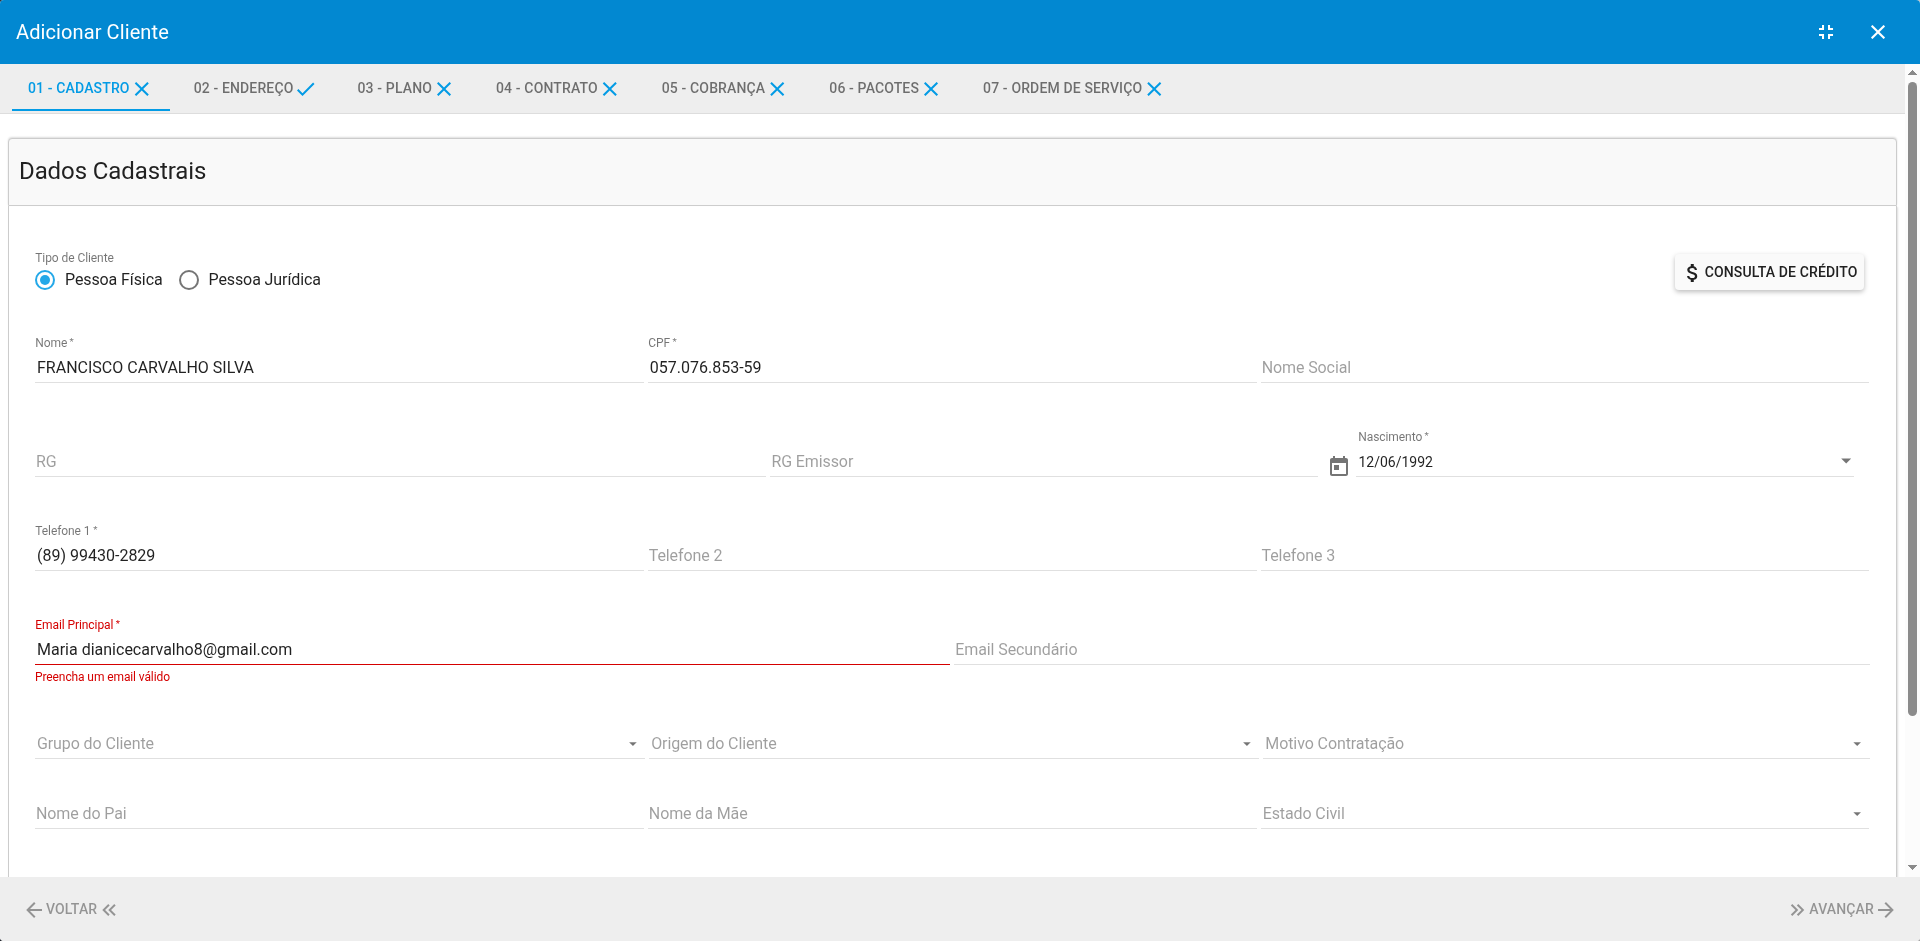 Adicionar Cliente
01 - CADASTRO 02 - ENDEREÇO 03 - PLANO 04 - CONTRATO 05 - COBRANÇA 06 - PACOTES 07 - ORDEM DE SERVIÇO
Dados Cadastrais
Tipo de Cliente
Pessoa Física Pessoa Jurídica
$ CONSULTA DE CRÉDITO
Nome * CPF *
FRANCISCO CARVALHO SILVA 057.076.853-59 Nome Social
Nascimento *
RG RG Emissor 12/06/1992
Telefone 1 *
(89) 99430-2829 Telefone 2 Telefone 3
Email Principal *
Maria dianicecarvalho8@gmail.com Email Secundário
Preencha um email válido
Grupo do Cliente Origem do Cliente Motivo Contratação
Nome do Pai Nome da Mãe Estado Civil
VOLTAR AVANÇAR